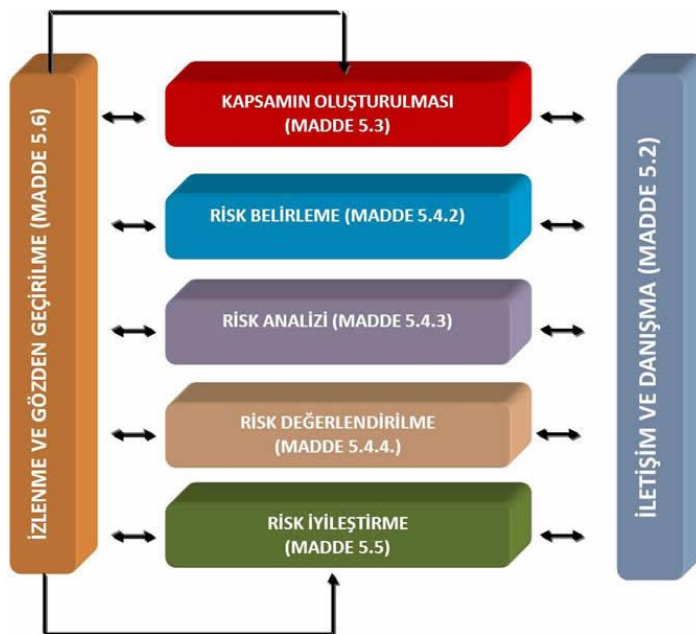 İZLENME VE GÖZDEN GEÇİRİLME (MADDE 5.6)
KAPSAMIN OLUŞTURULMASI
(MADDE 5.3)
RİSK BELİRLEME (MADDE 5.4.2)
RİSK ANALİZİ (MADDE 5.4.3)
RİSK DEĞERLENDİRİLME
(MADDE 5.4.4.)
RİSK İYİLEŞTİRME
(MADDE 5.5)
İLETİŞİM VE DANIŞMA (MADDE 5.2)